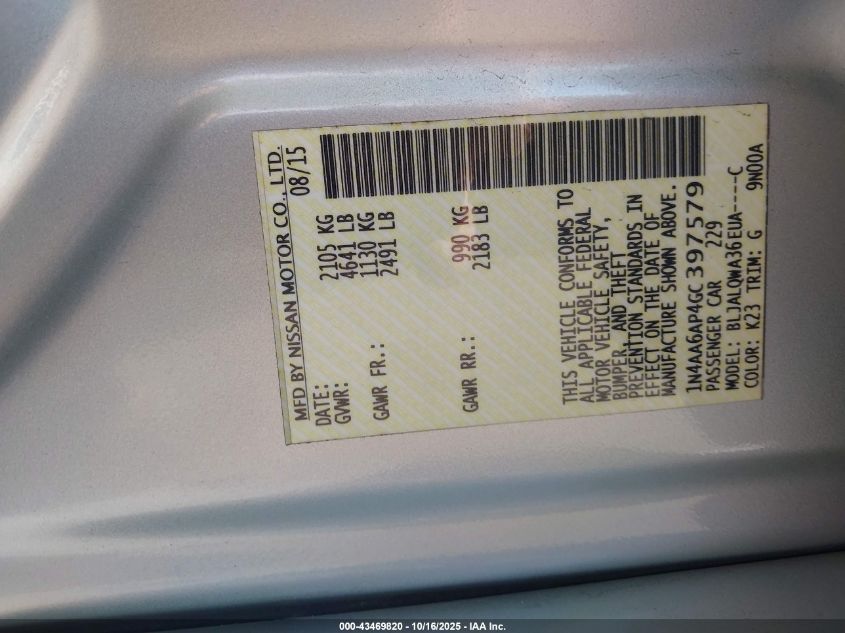 MFD BY NISSAN MOTOR CO., LTD.
DATE: 08/15
GVWR: 2105 KG
4641 LB
GAWR FR.: 1130 KG
2491 LB
GAWR RR.: 990 KG
2183 LB
THIS VEHICLE CONFORMS TO
ALL APPLICABLE FEDERAL
MOTOR VEHICLE SAFETY,
BUMPER, AND THEFT
PREVENTION STANDARDS IN
EFFECT ON THE DATE OF
MANUFACTURE SHOWN ABOVE.
1N4AA6AP4GC397579
PASSENGER CAR 229
MODEL: BLJALQWA36EUA----C
COLOR: K23 TRIM: G 9N00A
000-43469820 - 10/16/2025 - IAA Inc.